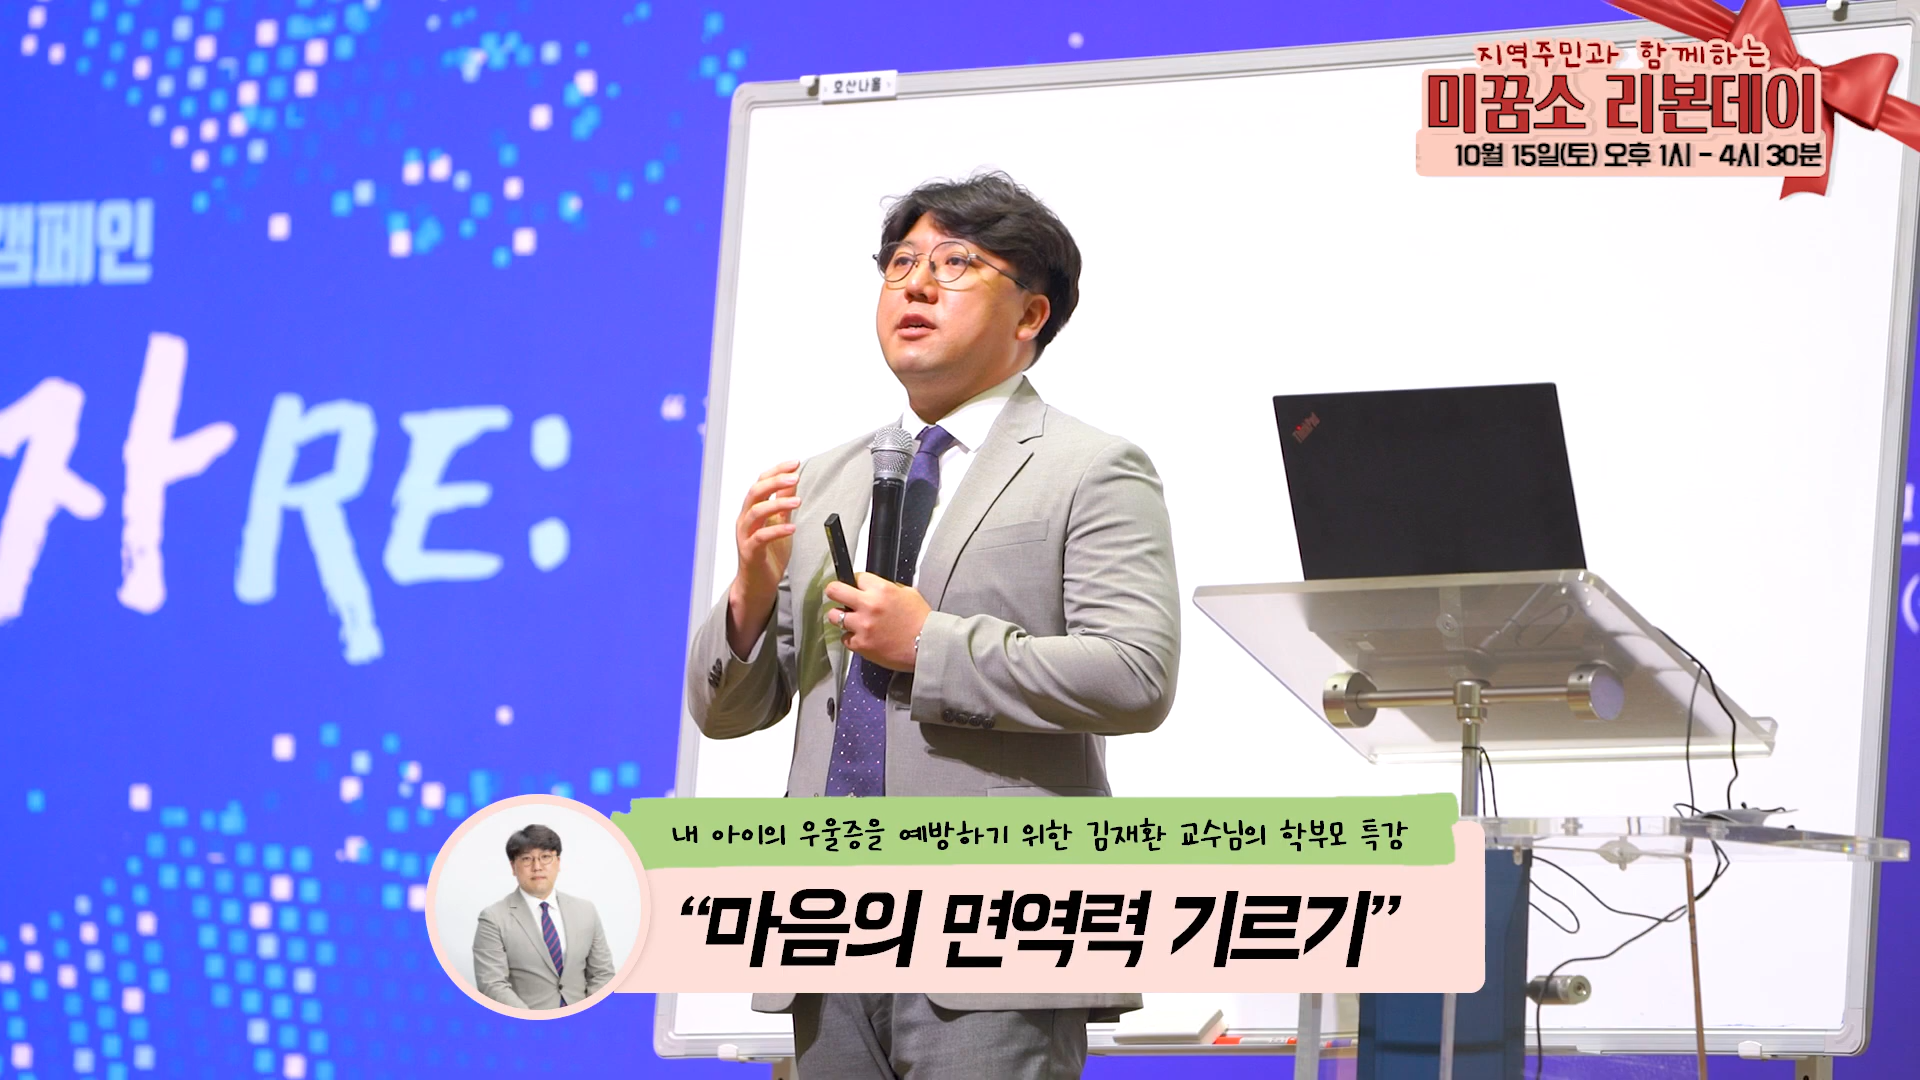 지역주민과 함께하는
미꿈소 리본데이
10월 15일(토) 오후 1시 - 4시 30분
호산나홀
캠페인
자RE:
ThinkPad
내 아이의 우울증을 예방하기 위한 김재환 교수님의 학부모 특강
“마음의 면역력 기르기”